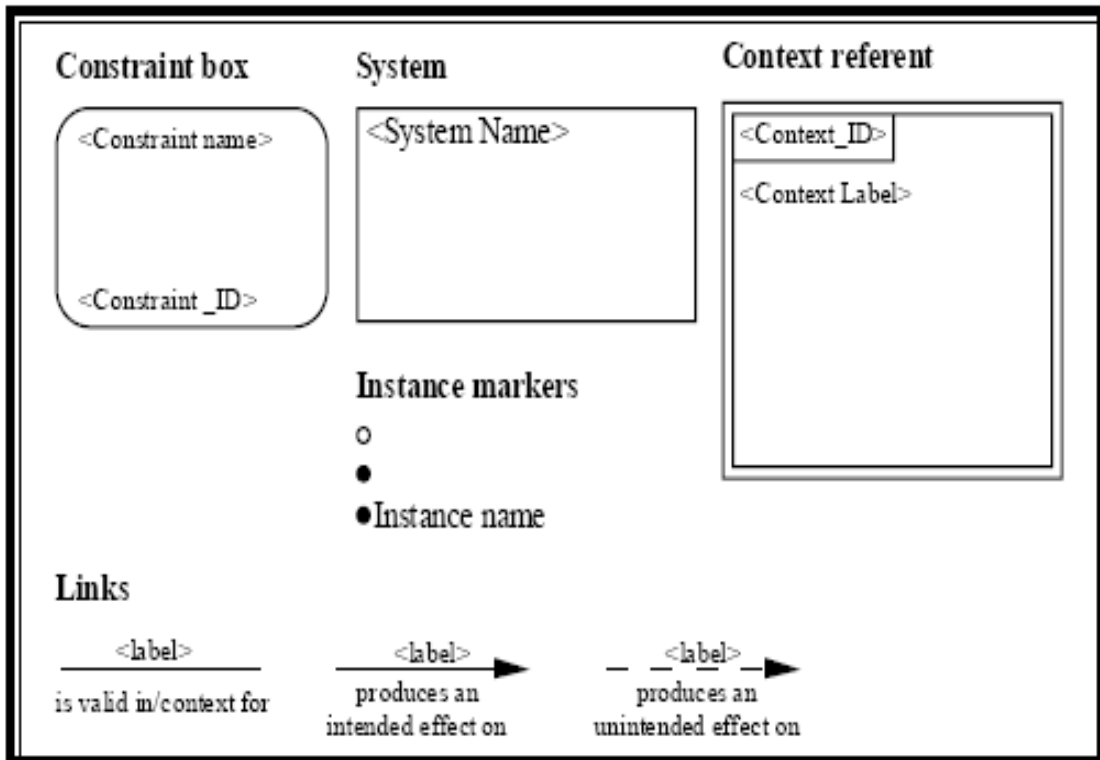 Constraint box
<Constraint name>
<Constraint _ID>
System
<System Name>
Context referent
<Context_ID>
<Context Label>
Instance markers
Instance name
Links
<label>
is valid in/context for
<label>
produces an
intended effect on
<label>
produces an
unintended effect on